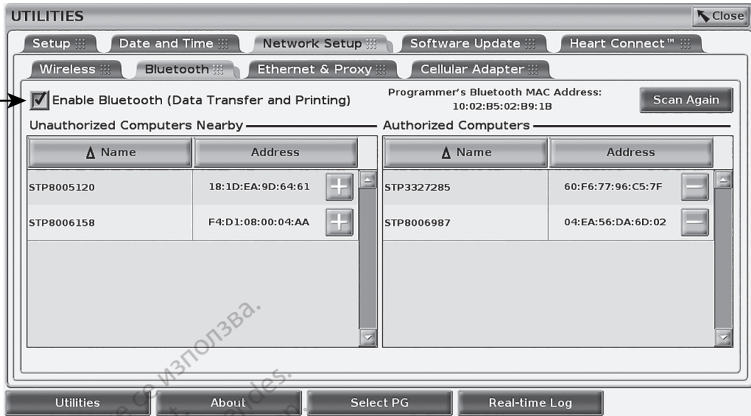 UTILITIES
Close
Setup
Date and Time
Network Setup
Software Update
Heart Connect™
Wireless
Bluetooth
Ethernet & Proxy
Cellular Adapter
Enable Bluetooth (Data Transfer and Printing)
Programmer's Bluetooth MAC Address:
10:02:B5:02:B9:1B
Scan Again
Unauthorized Computers Nearby
Authorized Computers
Δ Name
Address
Δ Name
Address
STP8005120
18:1D:EA:9D:64:61
+
STP3327285
60:F6:77:96:C5:7F
−
STP8006158
F4:D1:08:00:04:AA
+
STP8006987
04:EA:56:DA:6D:02
−
се използва.
Utilities
About
Select PG
Real-time Log